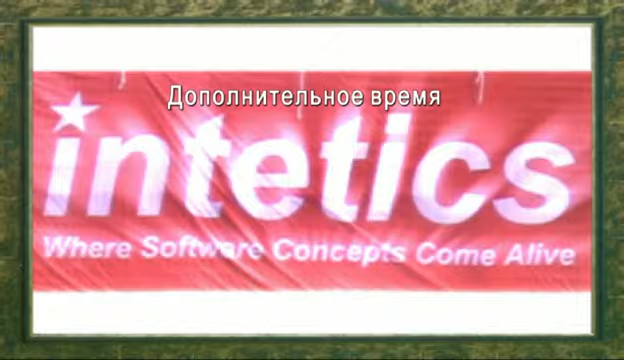 Дополнительное время
intetics
Where Software Concepts Come Alive